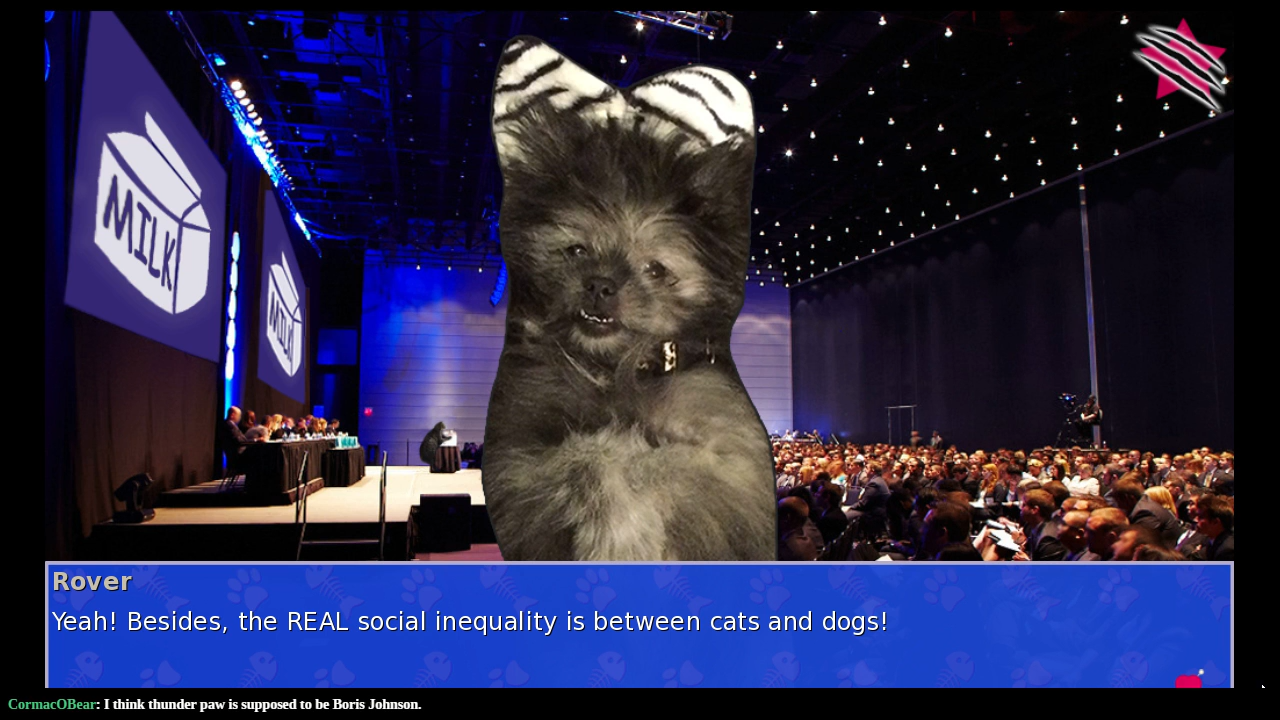 MILK
MILK
Rover
Yeah! Besides, the REAL social inequality is between cats and dogs!
CormacOBear: I think thunder paw is supposed to be Boris Johnson.